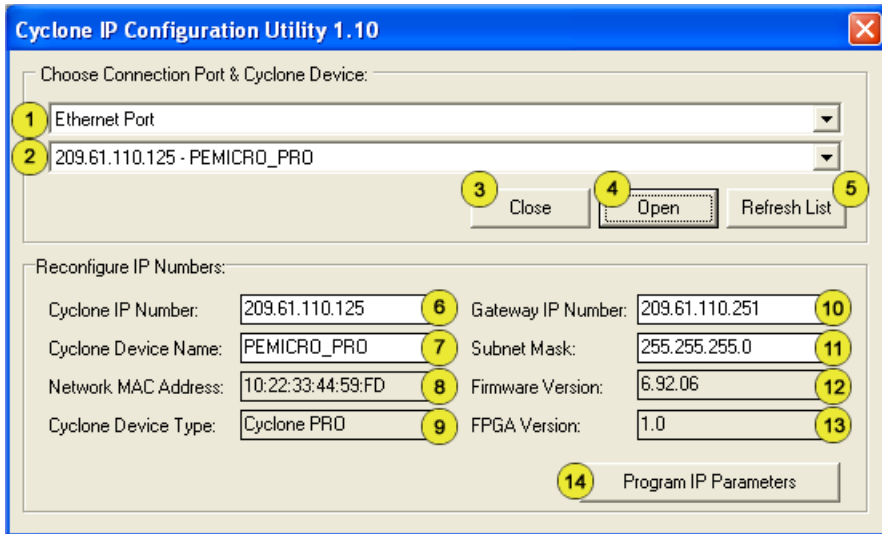 Cyclone IP Configuration Utility 1.10
Choose Connection Port & Cyclone Device:
1 Ethernet Port
2 209.61.110.125 - PEMICRO_PRO
3 Close 4 Open 5 Refresh List
Reconfigure IP Numbers:
Cyclone IP Number: 209.61.110.125 6 Gateway IP Number: 209.61.110.251 10
Cyclone Device Name: PEMICRO_PRO 7 Subnet Mask: 255.255.255.0 11
Network MAC Address: 10:22:33:44:59:FD 8 Firmware Version: 6.92.06 12
Cyclone Device Type: Cyclone PRO 9 FPGA Version: 1.0 13
14 Program IP Parameters